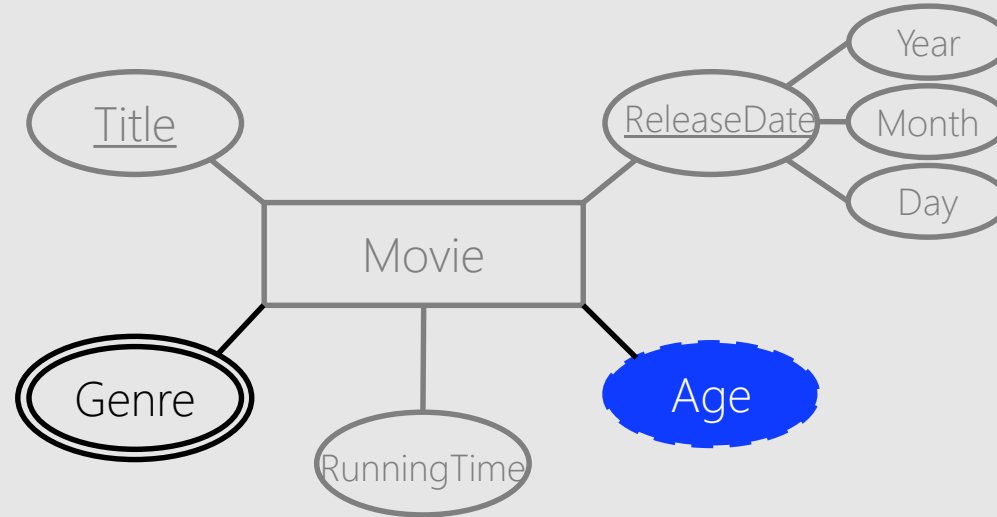 Year
Title
ReleaseDate
Month
Day
Movie
Genre
Age
RunningTime